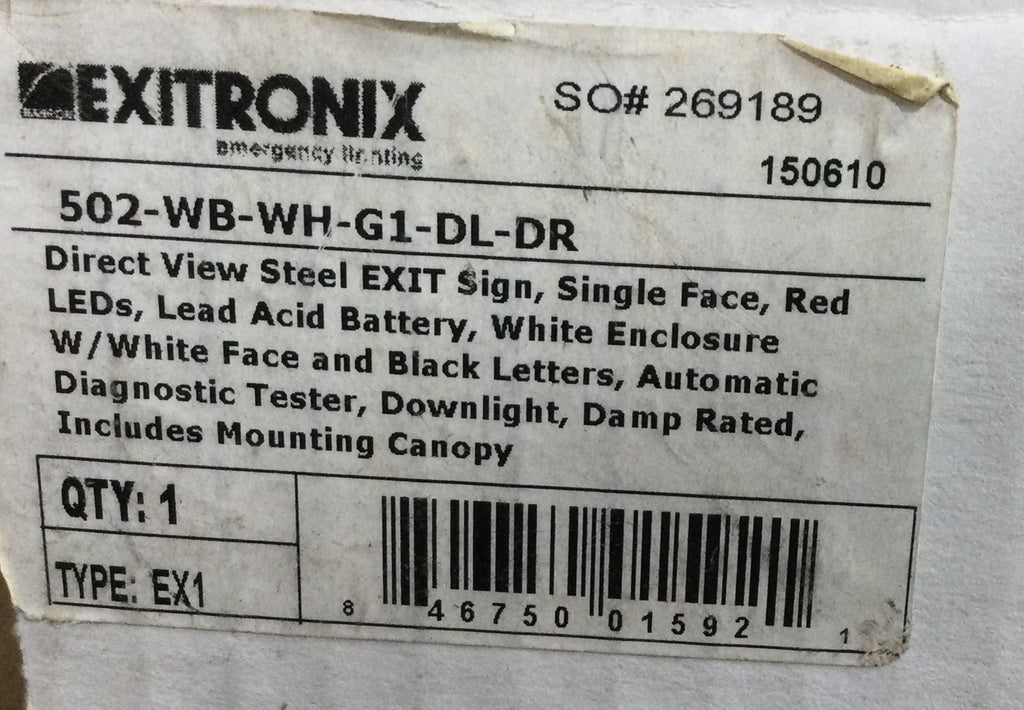 EXITRONIX
emergency lighting
SO# 269189
150610
502-WB-WH-G1-DL-DR
Direct View Steel EXIT Sign, Single Face, Red
LEDs, Lead Acid Battery, White Enclosure
W/White Face and Black Letters, Automatic
Diagnostic Tester, Downlight, Damp Rated,
Includes Mounting Canopy
QTY: 1
TYPE: EX1
8 46750 01592 1